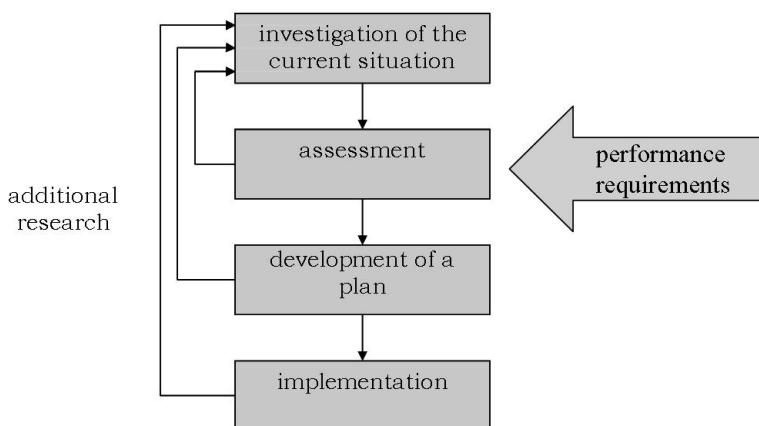 investigation of the
current situation
assessment
performance
requirements
additional
research
development of a
plan
implementation